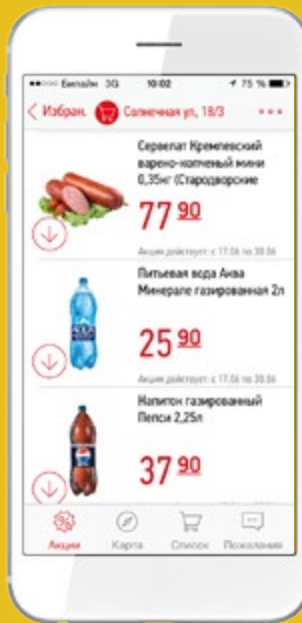 Билайн 3G 10:02 75 %
Избран. Солнечная ул, 18/3
Сервелат Кремлевский
варено-копченый мини
0,35кг (Стародворские
77 90
Акция действует: с 17.06 по 30.06
Питьевая вода Аква
Минерале газированная 2л
25 90
Акция действует: с 17.06 по 30.06
Напиток газированный
Пепси 2,25л
37 90
Акции Карта Список Пожелания